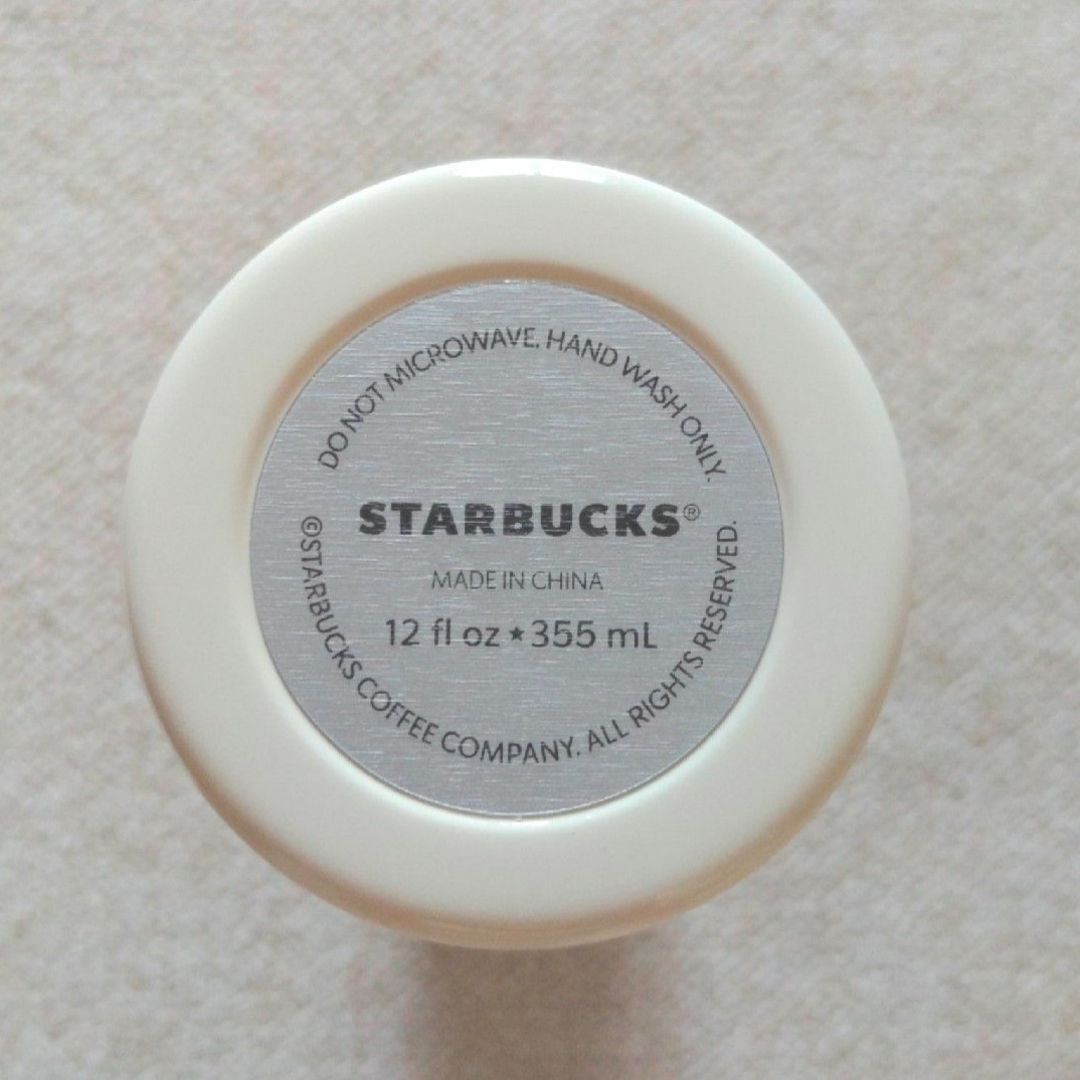 DO NOT MICROWAVE. HAND WASH ONLY.
STARBUCKS®
MADE IN CHINA
12 fl oz ★ 355 mL
©STARBUCKS COFFEE COMPANY. ALL RIGHTS RESERVED.